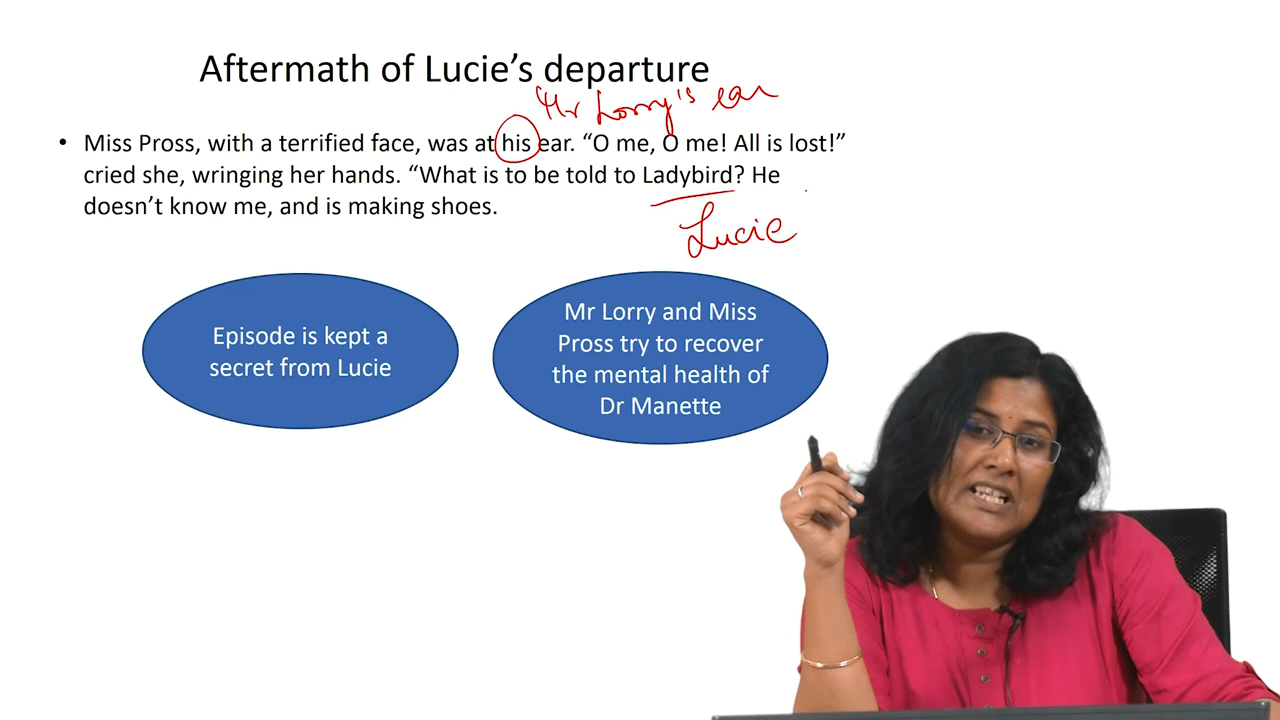 Aftermath of Lucie’s departure
Mr Lorry's ear
• Miss Pross, with a terrified face, was at his ear. “O me, O me! All is lost!”
cried she, wringing her hands. “What is to be told to Ladybird? He
doesn’t know me, and is making shoes.
Lucie
Episode is kept a
secret from Lucie
Mr Lorry and Miss
Pross try to recover
the mental health of
Dr Manette